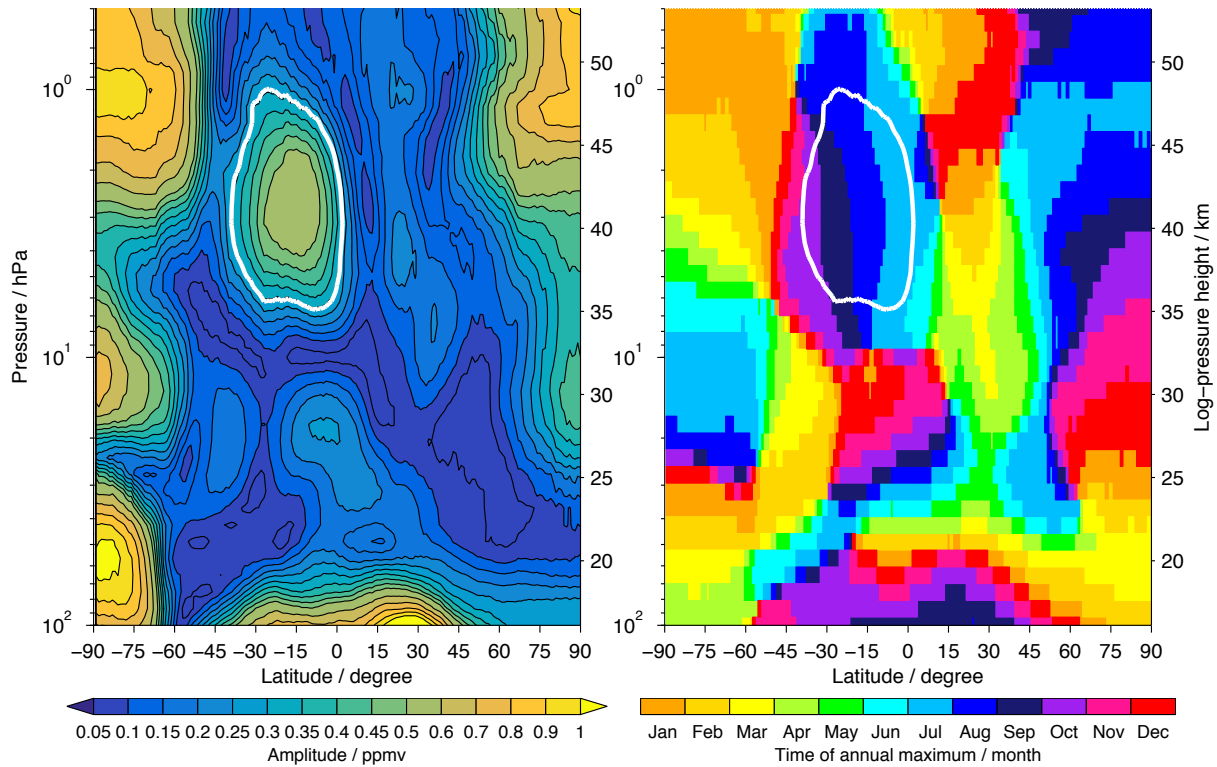 Pressure / hPa
10⁰
10¹
10²
50
45
40
35
30
25
20
−90 −75 −60 −45 −30 −15 0 15 30 45 60 75 90
Latitude / degree
0.05 0.1 0.15 0.2 0.25 0.3 0.35 0.4 0.45 0.5 0.6 0.7 0.8 0.9 1
Amplitude / ppmv
10⁰
10¹
10²
50
45
40
35
30
25
20
Log−pressure height / km
−90 −75 −60 −45 −30 −15 0 15 30 45 60 75 90
Latitude / degree
Jan Feb Mar Apr May Jun Jul Aug Sep Oct Nov Dec
Time of annual maximum / month